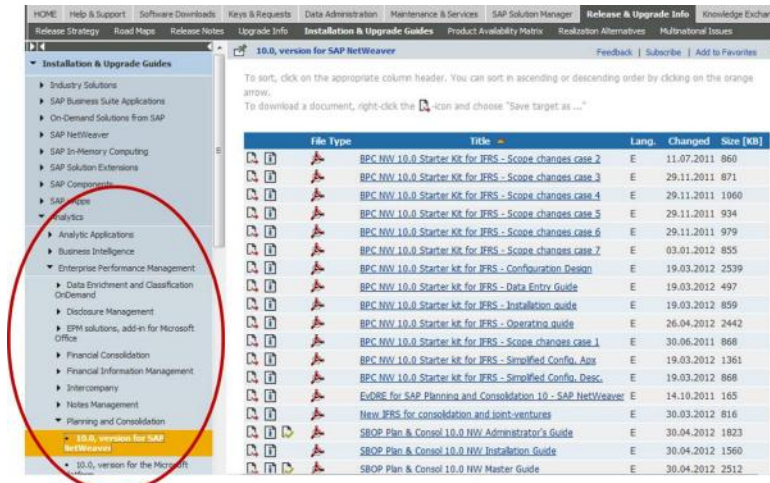 HOME Help & Support Software Downloads Keys & Requests Data Administration Maintenance & Services SAP Solution Manager Release & Upgrade Info Knowledge Exchan
Release Strategy Road Maps Release Notes Upgrade Info Installation & Upgrade Guides Product Availability Matrix Realization Alternatives Multinational Issues
Installation & Upgrade Guides
Industry Solutions
SAP Business Suite Applications
On-Demand Solutions from SAP
SAP NetWeaver
SAP In-Memory Computing
SAP Solution Extensions
SAP Components
SAP
Analytics
Analytic Applications
Business Intelligence
Enterprise Performance Management
Data Enrichment and Classification
OnDemand
Disclosure Management
EPM solutions, add-in for Microsoft
Office
Financial Consolidation
Financial Information Management
Intercompany
Notes Management
Planning and Consolidation
10.0, version for SAP
NetWeaver
10.0, version for the Microsoft
10.0, version for SAP NetWeaver Feedback | Subscribe | Add to Favorites
To sort, click on the appropriate column header. You can sort in ascending or descending order by clicking on the orange
arrow.
To download a document, right-click the -icon and choose "Save target as ..."
File Type Title Lang. Changed Size [KB]
BPC NW 10.0 Starter Kit for IFRS - Scope changes case 2 E 11.07.2011 860
BPC NW 10.0 Starter Kit for IFRS - Scope changes case 3 E 29.11.2011 871
BPC NW 10.0 Starter Kit for IFRS - Scope changes case 4 E 29.11.2011 1060
BPC NW 10.0 Starter Kit for IFRS - Scope changes case 5 E 29.11.2011 934
BPC NW 10.0 Starter Kit for IFRS - Scope changes case 6 E 29.11.2011 979
BPC NW 10.0 Starter Kit for IFRS - Scope changes case 7 E 03.01.2012 855
BPC NW 10.0 Starter kit for IFRS - Configuration Design E 19.03.2012 2539
BPC NW 10.0 Starter kit for IFRS - Data Entry Guide E 19.03.2012 497
BPC NW 10.0 Starter kit for IFRS - Installation guide E 19.03.2012 859
BPC NW 10.0 Starter kit for IFRS - Operating guide E 26.04.2012 2442
BPC NW 10.0 Starter kit for IFRS - Scope changes case 1 E 30.06.2011 868
BPC NW 10.0 Starter kit for IFRS - Simplified Config. Apx E 19.03.2012 1361
BPC NW 10.0 Starter kit for IFRS - Simplified Config. Desc. E 19.03.2012 868
EvDRE for SAP Planning and Consolidation 10 - SAP NetWeaver E 14.10.2011 165
New IFRS for consolidation and joint-ventures E 30.03.2012 816
SBOP Plan & Consol 10.0 NW Administrator's Guide E 30.04.2012 1823
SBOP Plan & Consol 10.0 NW Installation Guide E 30.04.2012 1560
SBOP Plan & Consol 10.0 NW Master Guide E 30.04.2012 2512